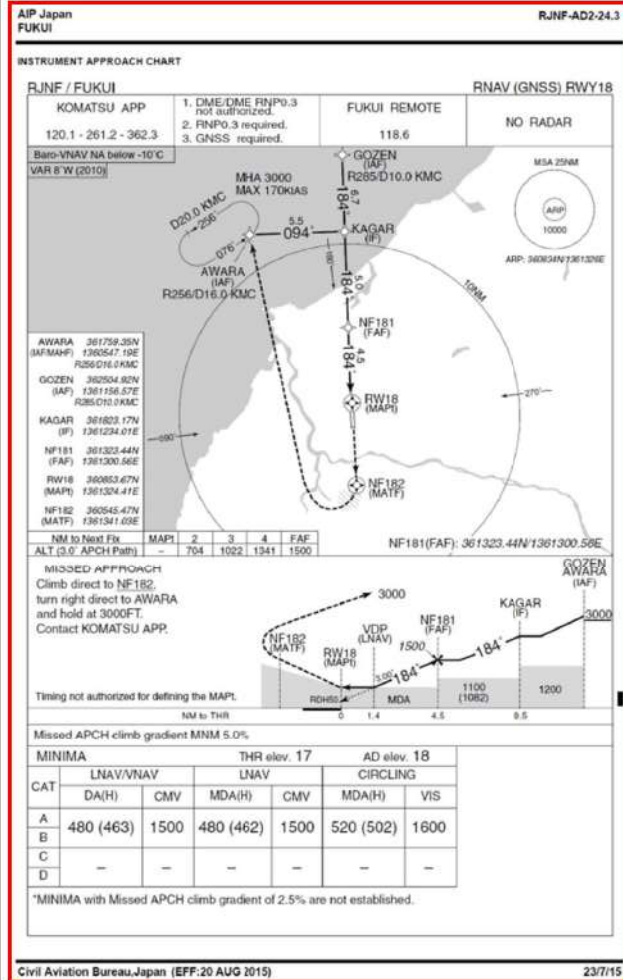 AIP Japan
FUKUI
RJNF-AD2-24.3
INSTRUMENT APPROACH CHART
RJNF / FUKUI
RNAV (GNSS) RWY18
KOMATSU APP
120.1 - 261.2 - 362.3
1. DME/DME RNP0.3
not authorized.
2. RNP0.3 required.
3. GNSS required.
FUKUI REMOTE
118.6
NO RADAR
Baro-VNAV NA below -10°C
VAR 8°W (2010)
MHA 3000
MAX 170KIAS
GOZEN
(IAF)
R285/D10.0 KMC
MSA 25NM
ARP
10000
ARP: 360834N/1361326E
D20.0 KMC
256°
076°
5.5
094°
6.7
184°
KAGAR
(IF)
AWARA
(IAF)
R256/D16.0 KMC
180°
5.0
184°
10NM
NF181
(FAF)
4.5
184°
RW18
(MAPt)
270°
090°
NF182
(MATF)
AWARA 361759.35N
(IAF/MAHF) 1360547.19E
R256/D16.0 KMC
GOZEN 362504.92N
(IAF) 1361156.57E
R285/D10.0 KMC
KAGAR 361823.17N
(IF) 1361234.01E
NF181 361323.44N
(FAF) 1361300.56E
RW18 360853.67N
(MAPt) 1361324.41E
NF182 360545.47N
(MATF) 1361341.03E
NM to Next Fix MAPt 2 3 4 FAF
ALT (3.0° APCH Path) – 704 1022 1341 1500
NF181(FAF): 361323.44N/1361300.56E
MISSED APPROACH
Climb direct to NF182,
turn right direct to AWARA
and hold at 3000FT.
Contact KOMATSU APP.
Timing not authorized for defining the MAPt.
3000
NF182
(MATF)
RW18
(MAPt)
VDP
(LNAV)
NF181
(FAF)
1500
KAGAR
(IF)
GOZEN
AWARA
(IAF)
3000
184°
3.00°
184°
RDH50
MDA
1100
(1082)
1200
NM to THR 0 1.4 4.5 9.5
Missed APCH climb gradient MNM 5.0%
MINIMA THR elev. 17 AD elev. 18
CAT LNAV/VNAV LNAV CIRCLING
DA(H) CMV MDA(H) CMV MDA(H) VIS
A
B
480 (463) 1500 480 (462) 1500 520 (502) 1600
C
D
– – – – – –
*MINIMA with Missed APCH climb gradient of 2.5% are not established.
Civil Aviation Bureau,Japan (EFF:20 AUG 2015)
23/7/15